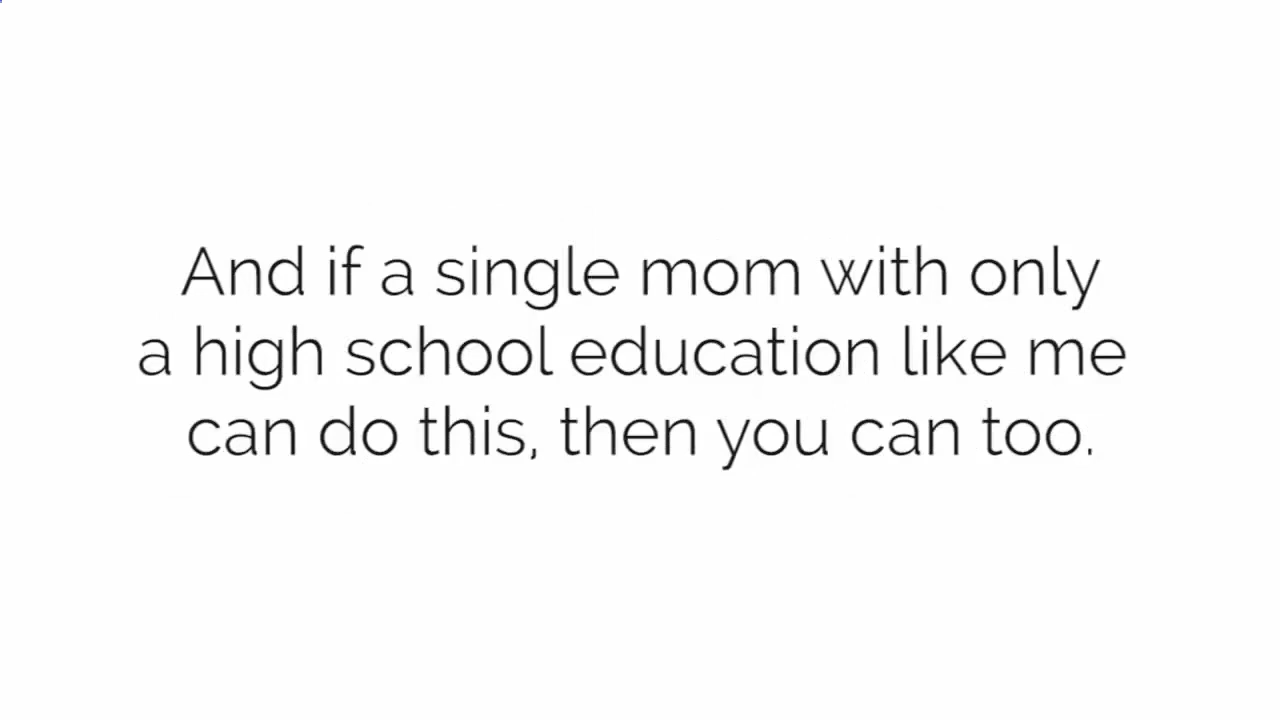 And if a single mom with only
a high school education like me
can do this, then you can too.